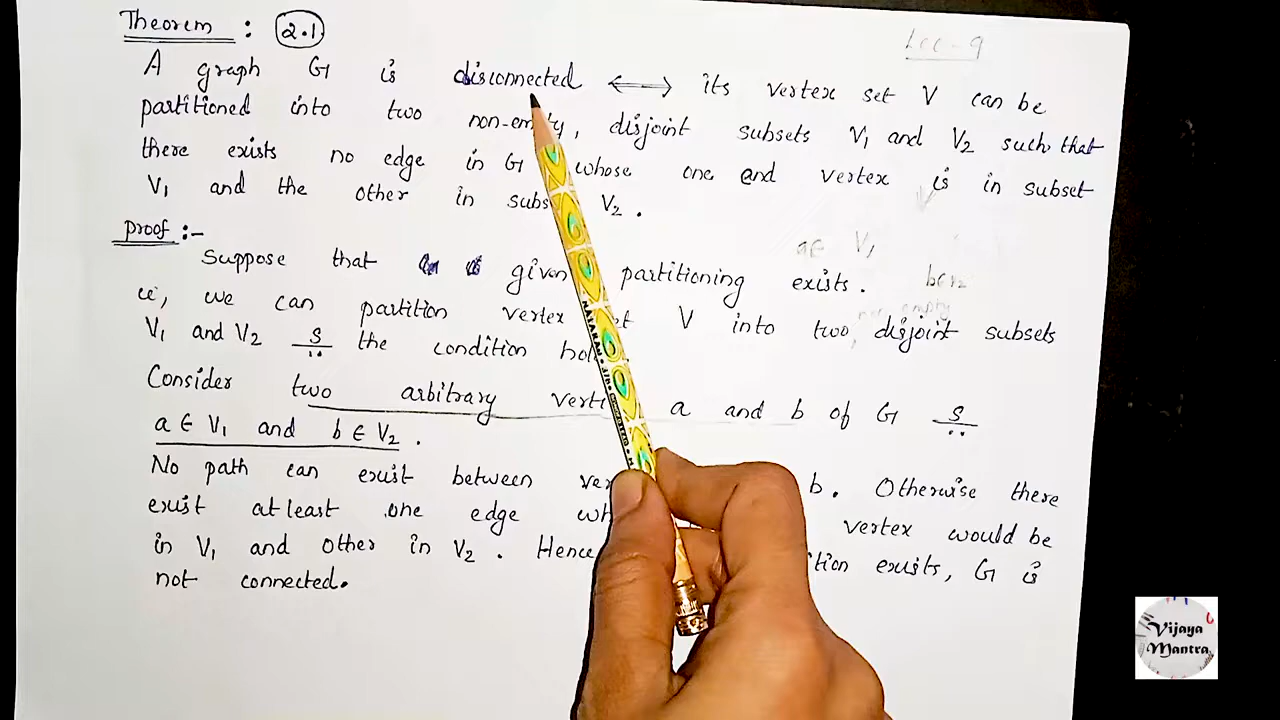 Lec-9
Theorem : 2.1
A graph G is disconnected ⟷ its vertex set V can be
partitioned into two non-empty, disjoint subsets V1 and V2 such that
there exists no edge in G whose one end vertex is in subset
V1 and the other in subs V2 .
Proof :-
Suppose that given partitioning exists .
ie, we can partition vertex V into two disjoint subsets
V1 and V2 S the condition
Consider two arbitrary a and b of G S
a ∈ V1 and b ∈ V2 .
No path can exist between b. Otherwise there
exist atleast one edge vertex would be
in V1 and other in V2 . Hence exists, G is
not connected.
a∈ V1
b∈V2
non empty
NATARAJ
Vijaya
Mantra